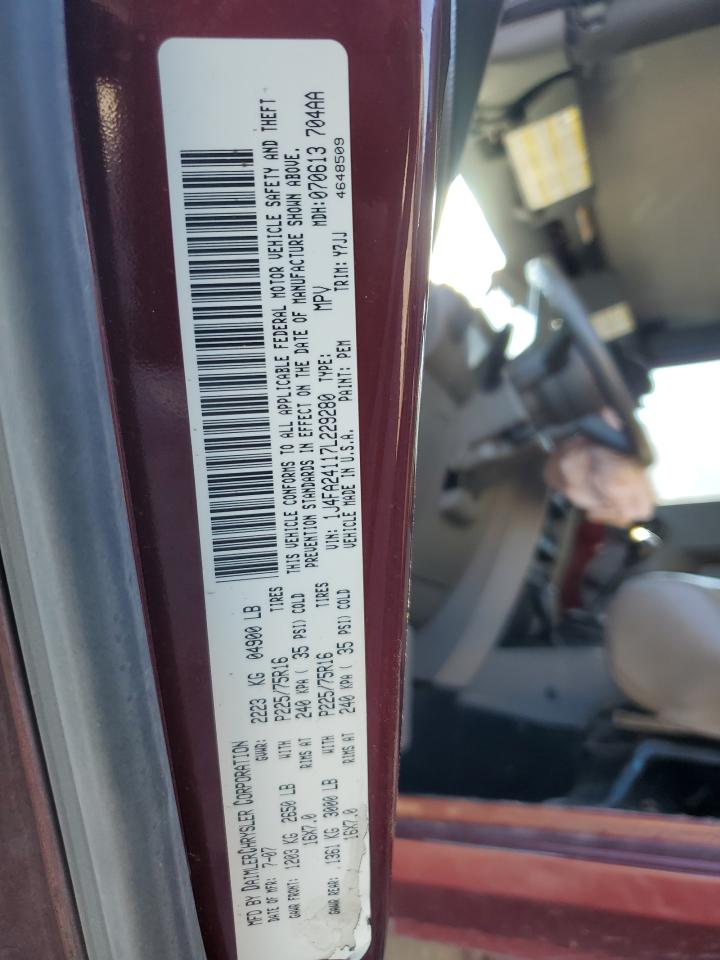 MFD BY DAIMLERCHRYSLER CORPORATION
DATE OF MFR: 7-07 GVWR: 2223 KG 04900 LB
GAWR FRONT: 1203 KG 2650 LB WITH P225/75R16 TIRES
16X7.0 RIMS AT 240 KPA ( 35 PSI) COLD
GAWR REAR: 1361 KG 3000 LB WITH P225/75R16 TIRES
16X7.0 RIMS AT 240 KPA ( 35 PSI) COLD
THIS VEHICLE CONFORMS TO ALL APPLICABLE FEDERAL MOTOR VEHICLE SAFETY AND THEFT
PREVENTION STANDARDS IN EFFECT ON THE DATE OF MANUFACTURE SHOWN ABOVE.
VIN: 1J4FA24117L229280 TYPE: MPV MDH:070613 704AA
VEHICLE MADE IN U.S.A. PAINT: PEM TRIM: Y7JJ 4648509